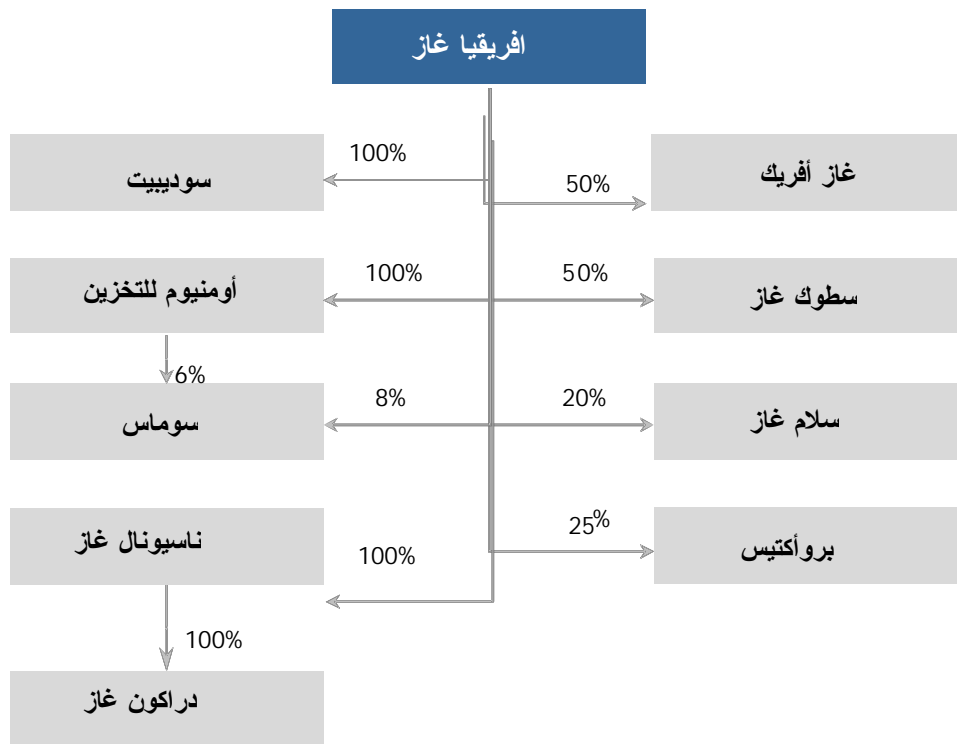 افريقيا غاز
غاز أفريك
50%
100%
سوديبيت
سطوك غاز
50%
100%
أومنيوم للتخزين
6%
سلام غاز
20%
8%
سوماس
بروأكتيس
25%
100%
ناسيونال غاز
100%
دراكون غاز